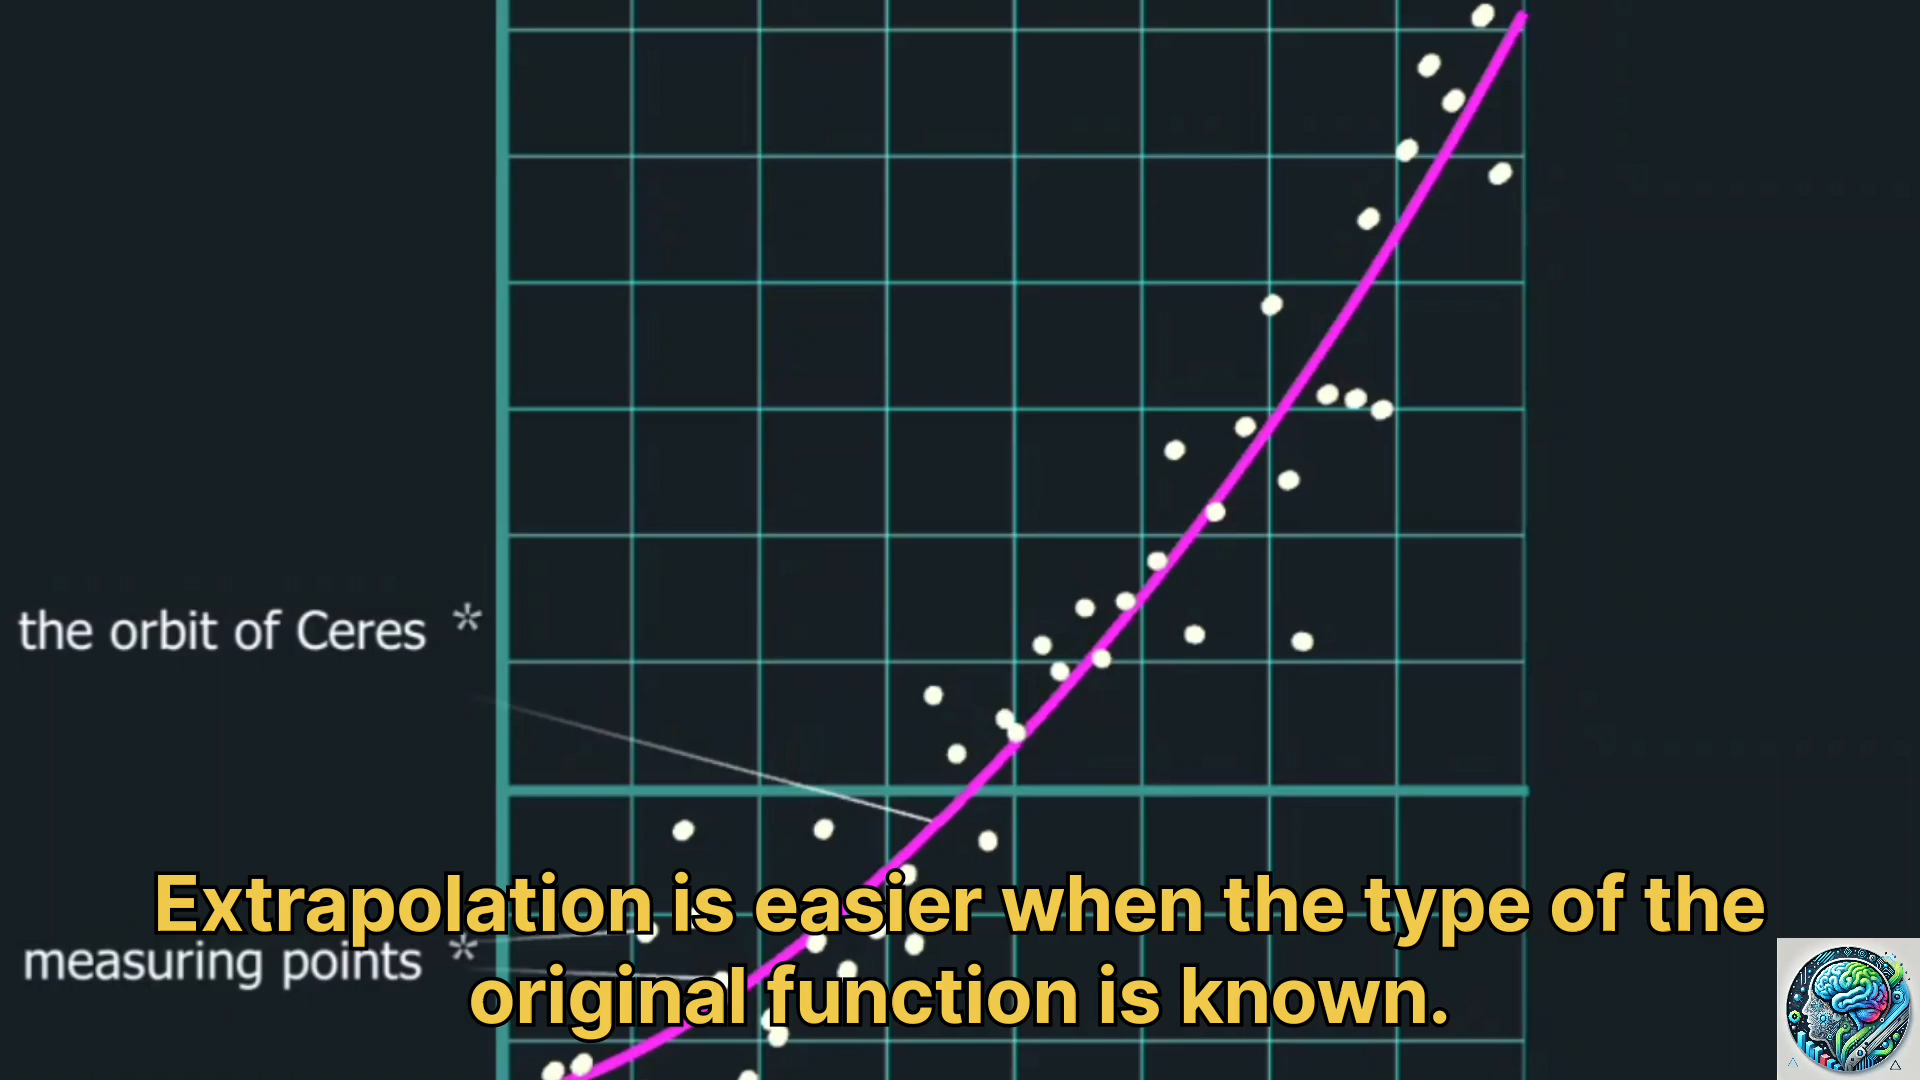 the orbit of Ceres *
Extrapolation is easier when the type of the
measuring points *
original function is known.